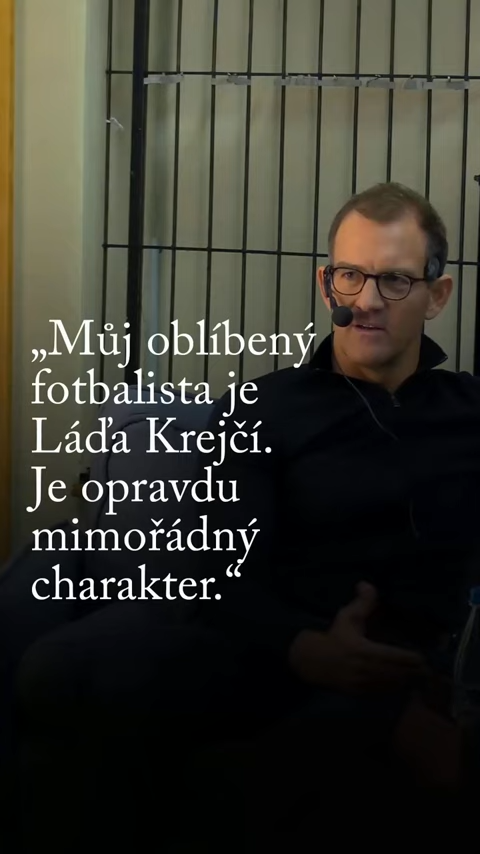 „Můj oblíbený
fotbalista je
Láďa Krejčí.
Je opravdu
mimořádný
charakter.“